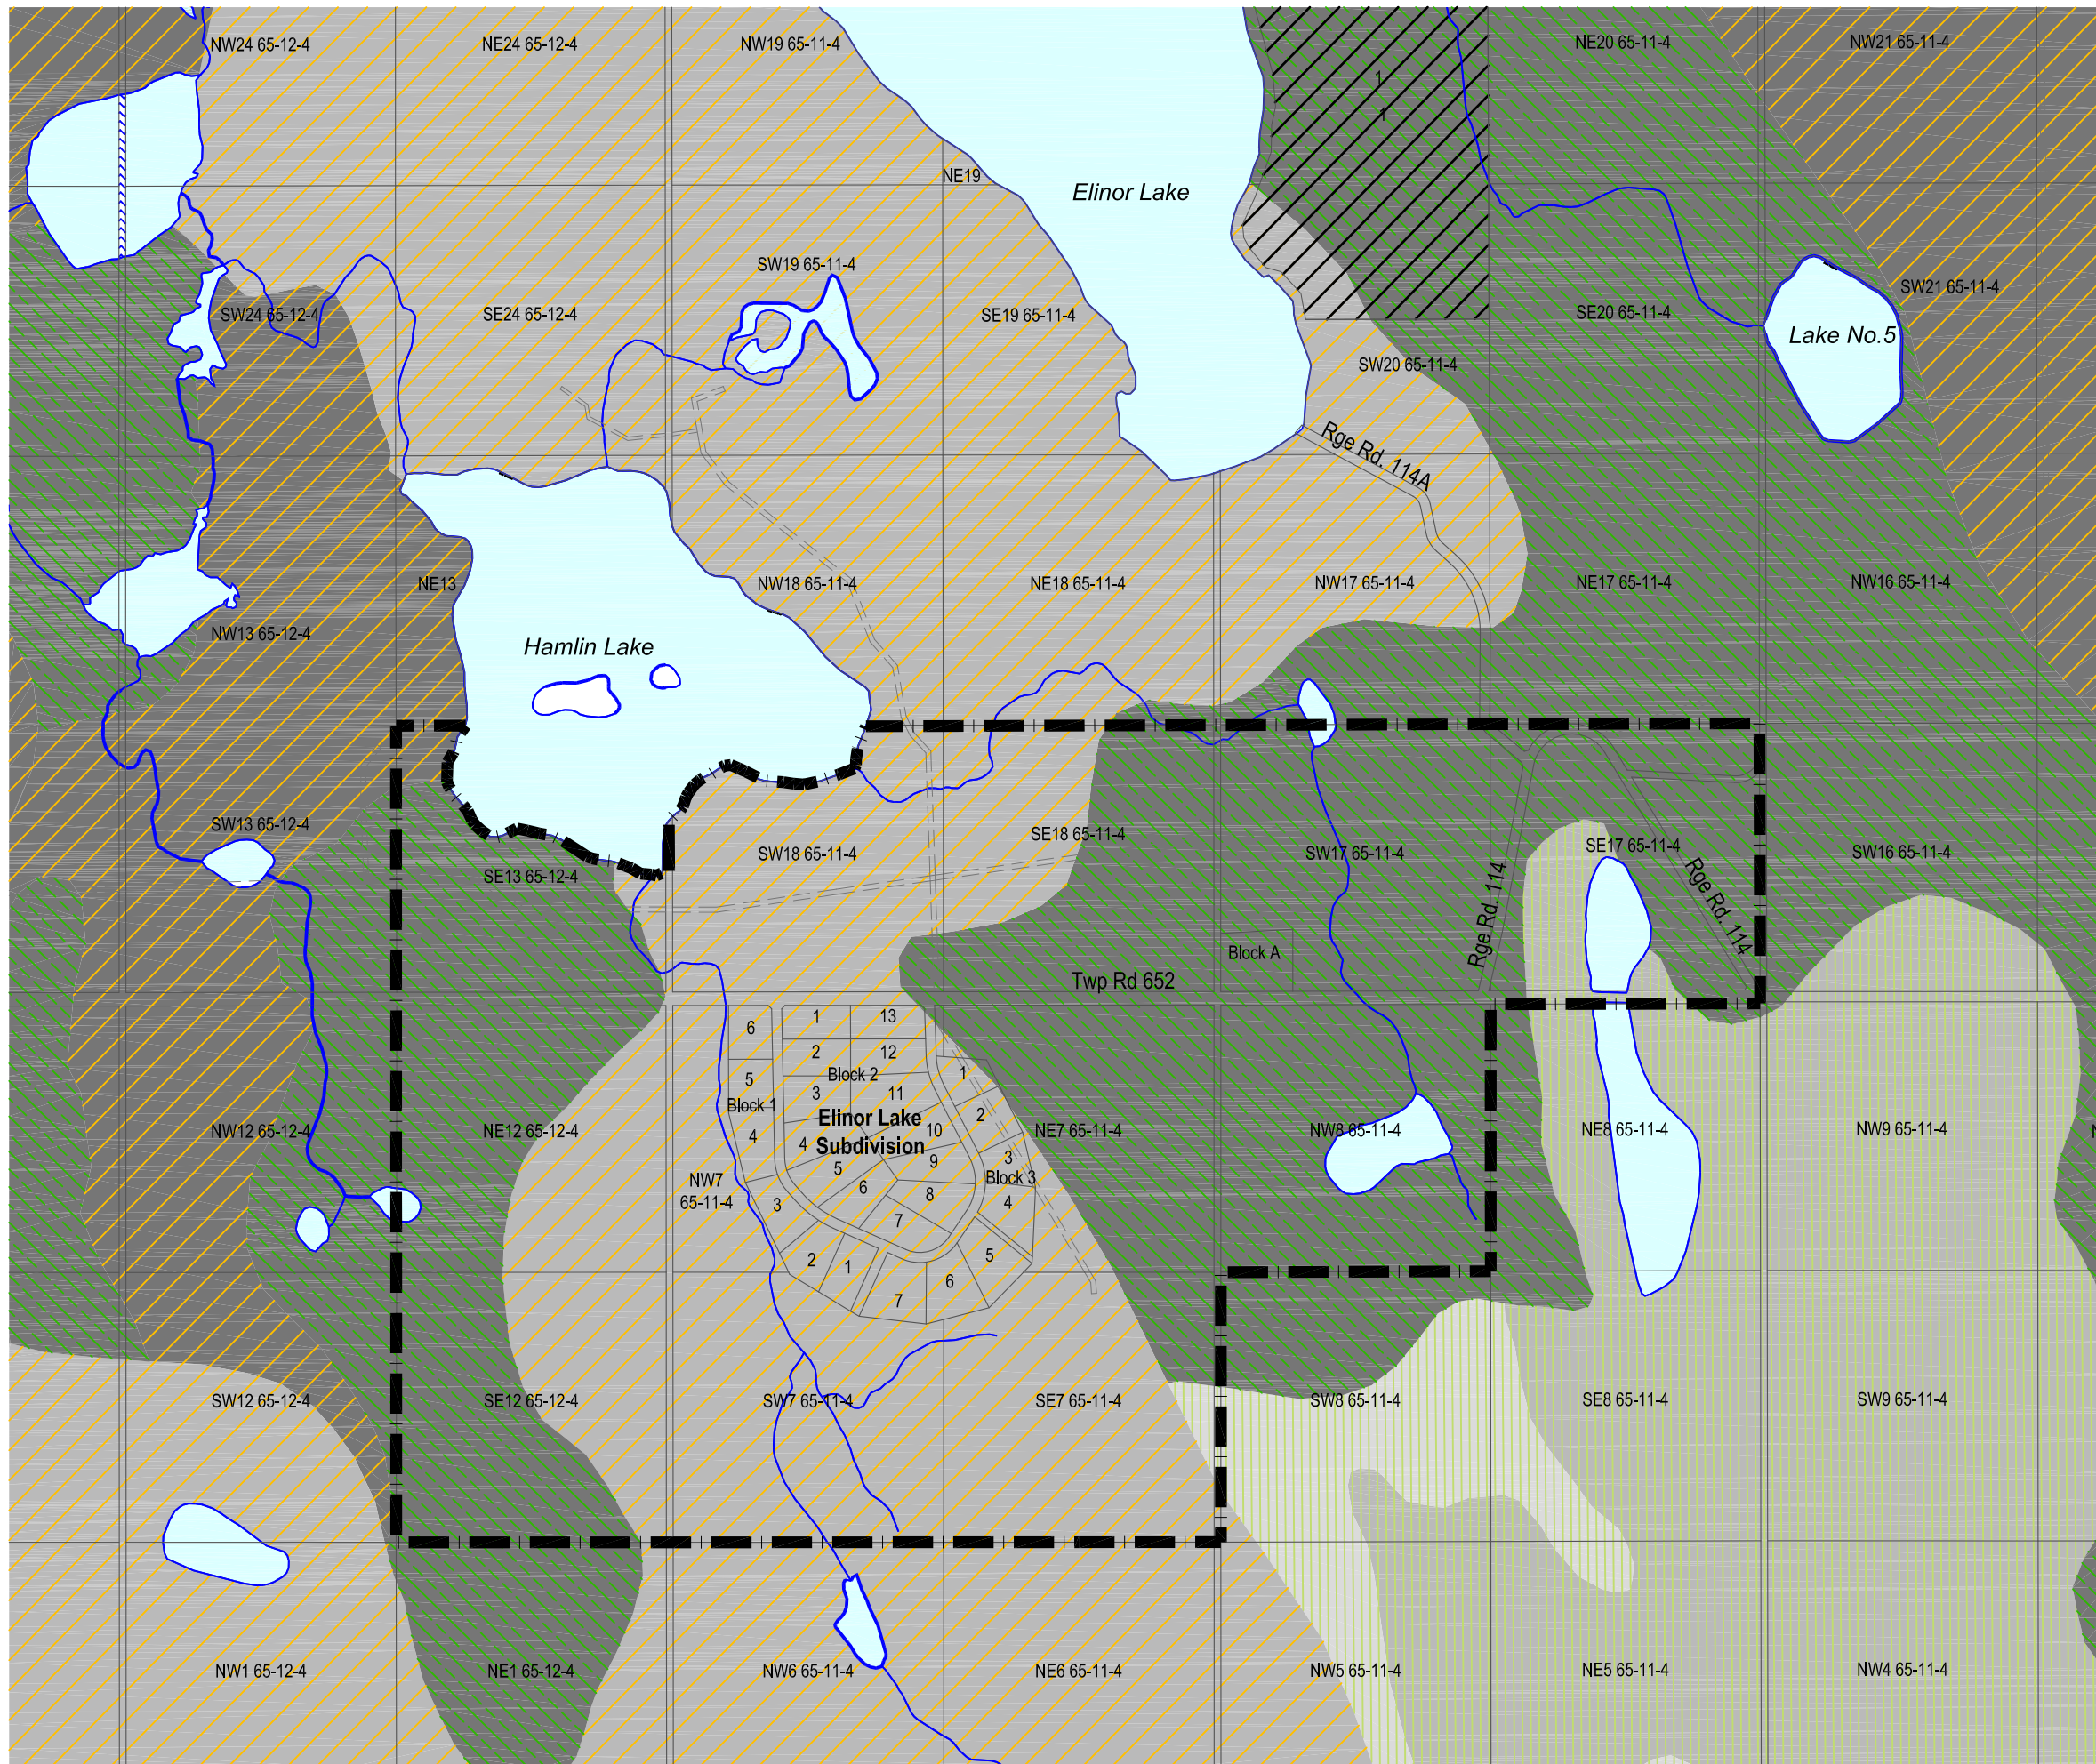 NW24 65-12-4
NE24 65-12-4
NW19 65-11-4
NE20 65-11-4
NW21 65-11-4
1
1
NE19
Elinor Lake
SW24 65-12-4
SE24 65-12-4
SW19 65-11-4
SE19 65-11-4
SW20 65-11-4
SE20 65-11-4
SW21 65-11-4
Lake No.5
Rge Rd. 114A
NE13
NW18 65-11-4
NE18 65-11-4
NW17 65-11-4
NE17 65-11-4
NW16 65-11-4
NW13 65-12-4
Hamlin Lake
SW13 65-12-4
SE13 65-12-4
SW18 65-11-4
SE18 65-11-4
SW17 65-11-4
SE17 65-11-4
SW16 65-11-4
Rge Rd. 114
Rge Rd. 114
Block A
Twp Rd 652
6
1
13
2
12
5
Block 2
1
3
11
Block 1
2
Elinor Lake
Subdivision
4
4
10
3
5
9
Block 3
6
8
4
3
7
2
1
5
6
7
NW12 65-12-4
NE12 65-12-4
NW7
65-11-4
NE7 65-11-4
NW8 65-11-4
NE8 65-11-4
NW9 65-11-4
N
SW12 65-12-4
SE12 65-12-4
SW7 65-11-4
SE7 65-11-4
SW8 65-11-4
SE8 65-11-4
SW9 65-11-4
NW1 65-12-4
NE1 65-12-4
NW6 65-11-4
NE6 65-11-4
NW5 65-11-4
NE5 65-11-4
NW4 65-11-4